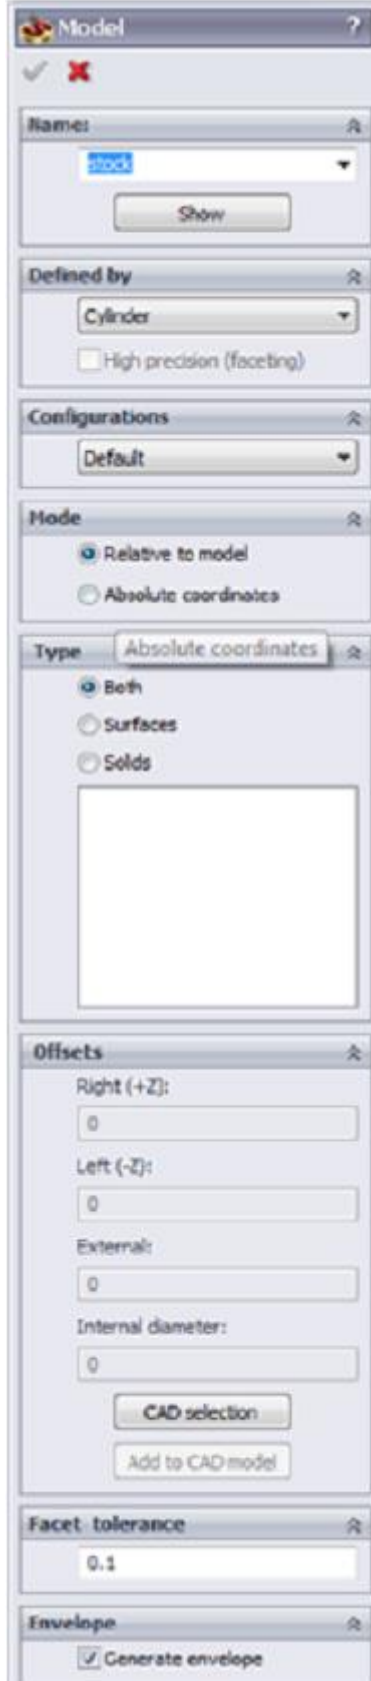 Model ?
Name:
stock
Show
Defined by
Cylinder
High precision (faceting)
Configurations
Default
Mode
Relative to model
Absolute coordinates
Type
Absolute coordinates
Both
Surfaces
Solids
Offsets
Right (+Z):
0
Left (-Z):
0
External:
0
Internal diameter:
0
CAD selection
Add to CAD model
Facet tolerance
0.1
Envelope
Generate envelope